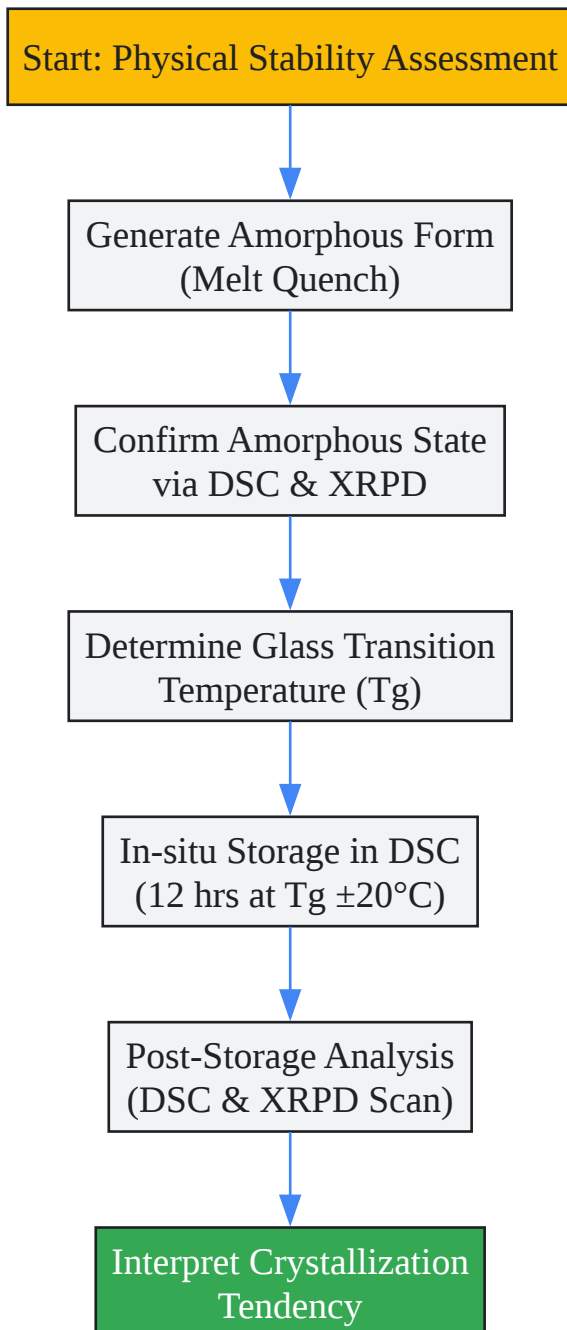 Start: Physical Stability Assessment
Generate Amorphous Form
(Melt Quench)
Confirm Amorphous State
via DSC & XRPD
Determine Glass Transition
Temperature (Tg)
In-situ Storage in DSC
(12 hrs at Tg ±20°C)
Post-Storage Analysis
(DSC & XRPD Scan)
Interpret Crystallization
Tendency